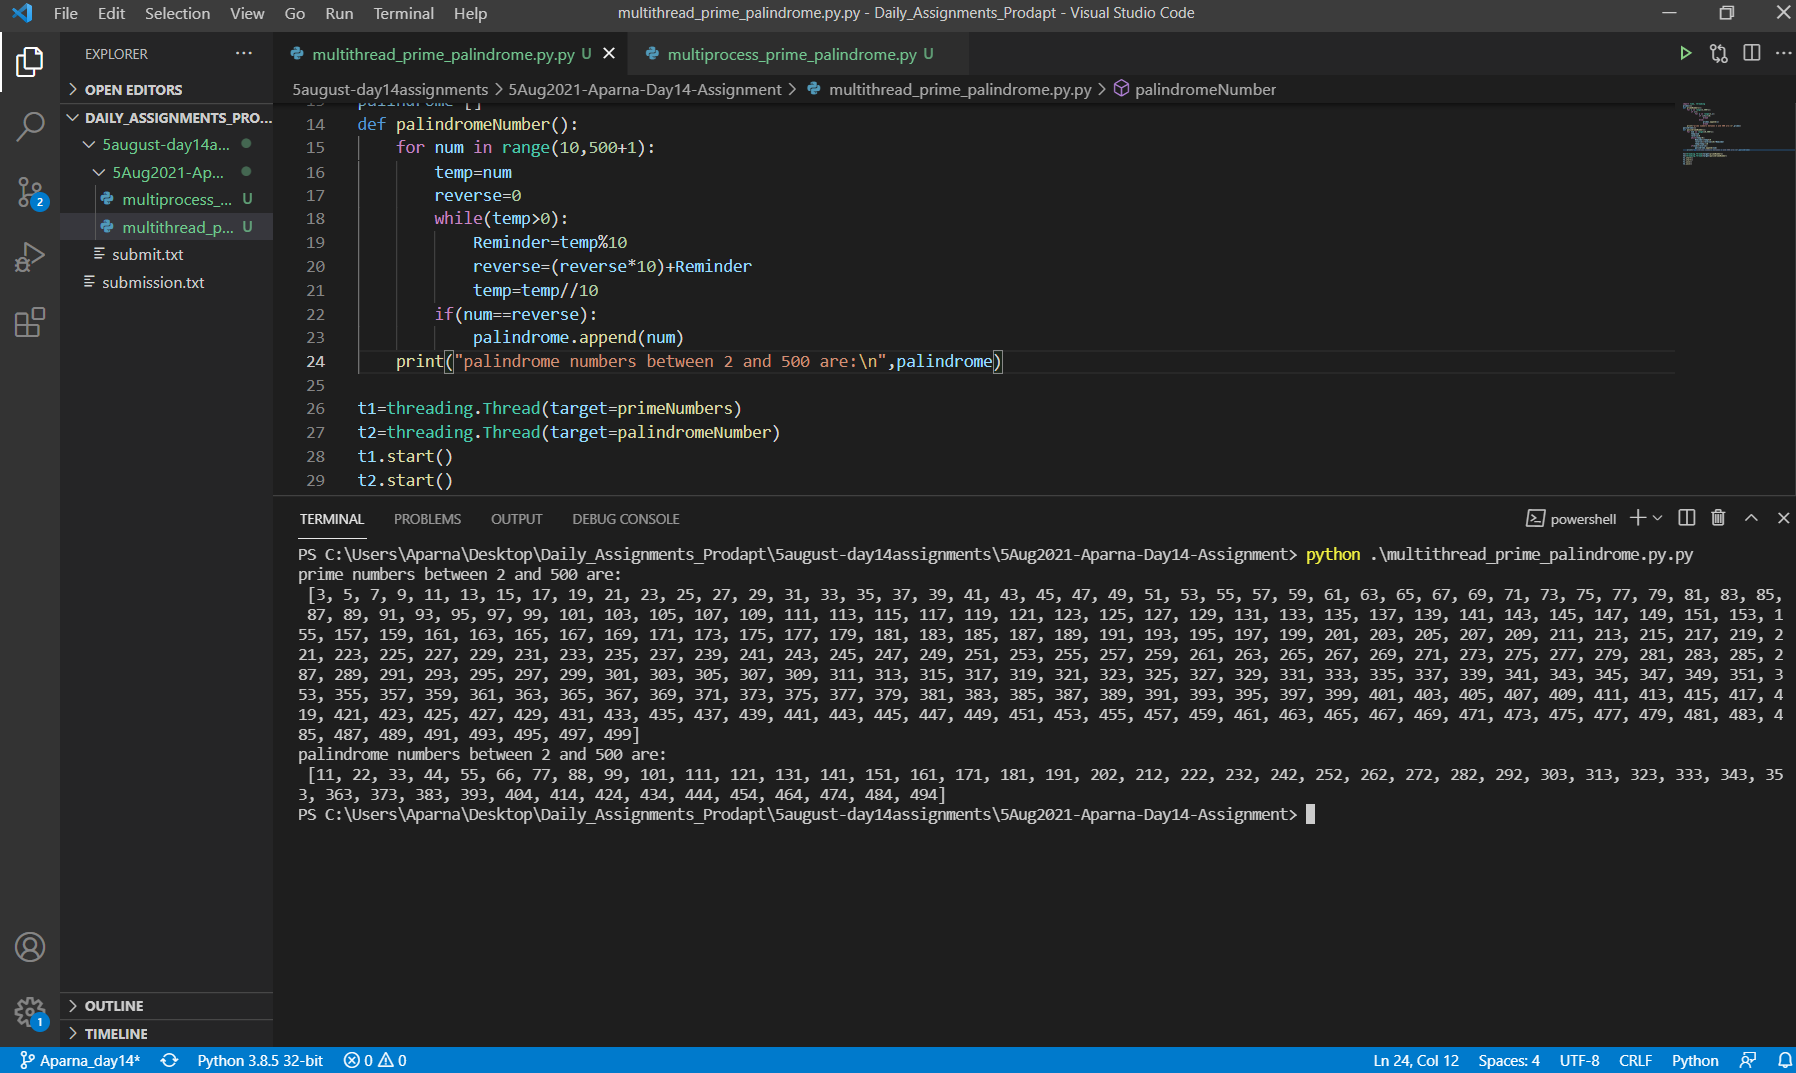 File Edit Selection View Go Run Terminal Help
multithread_prime_palindrome.py.py - Daily_Assignments_Prodapt - Visual Studio Code
EXPLORER
OPEN EDITORS
DAILY_ASSIGNMENTS_PRO...
5august-day14a...
5Aug2021-Ap...
multiprocess_... U
multithread_p... U
submit.txt
submission.txt
OUTLINE
TIMELINE
2
1
multithread_prime_palindrome.py.py U
multiprocess_prime_palindrome.py U
5august-day14assignments > 5Aug2021-Aparna-Day14-Assignment > multithread_prime_palindrome.py.py > palindromeNumber
14 def palindromeNumber():
15 for num in range(10,500+1):
16 temp=num
17 reverse=0
18 while(temp>0):
19 Reminder=temp%10
20 reverse=(reverse*10)+Reminder
21 temp=temp//10
22 if(num==reverse):
23 palindrome.append(num)
24 print("palindrome numbers between 2 and 500 are:\n",palindrome)
25
26 t1=threading.Thread(target=primeNumbers)
27 t2=threading.Thread(target=palindromeNumber)
28 t1.start()
29 t2.start()
TERMINAL PROBLEMS OUTPUT DEBUG CONSOLE
powershell
PS C:\Users\Aparna\Desktop\Daily_Assignments_Prodapt\5august-day14assignments\5Aug2021-Aparna-Day14-Assignment> python .\multithread_prime_palindrome.py.py
prime numbers between 2 and 500 are:
[3, 5, 7, 9, 11, 13, 15, 17, 19, 21, 23, 25, 27, 29, 31, 33, 35, 37, 39, 41, 43, 45, 47, 49, 51, 53, 55, 57, 59, 61, 63, 65, 67, 69, 71, 73, 75, 77, 79, 81, 83, 85,
87, 89, 91, 93, 95, 97, 99, 101, 103, 105, 107, 109, 111, 113, 115, 117, 119, 121, 123, 125, 127, 129, 131, 133, 135, 137, 139, 141, 143, 145, 147, 149, 151, 153, 1
55, 157, 159, 161, 163, 165, 167, 169, 171, 173, 175, 177, 179, 181, 183, 185, 187, 189, 191, 193, 195, 197, 199, 201, 203, 205, 207, 209, 211, 213, 215, 217, 219, 2
21, 223, 225, 227, 229, 231, 233, 235, 237, 239, 241, 243, 245, 247, 249, 251, 253, 255, 257, 259, 261, 263, 265, 267, 269, 271, 273, 275, 277, 279, 281, 283, 285, 2
87, 289, 291, 293, 295, 297, 299, 301, 303, 305, 307, 309, 311, 313, 315, 317, 319, 321, 323, 325, 327, 329, 331, 333, 335, 337, 339, 341, 343, 345, 347, 349, 351, 3
53, 355, 357, 359, 361, 363, 365, 367, 369, 371, 373, 375, 377, 379, 381, 383, 385, 387, 389, 391, 393, 395, 397, 399, 401, 403, 405, 407, 409, 411, 413, 415, 417, 4
19, 421, 423, 425, 427, 429, 431, 433, 435, 437, 439, 441, 443, 445, 447, 449, 451, 453, 455, 457, 459, 461, 463, 465, 467, 469, 471, 473, 475, 477, 479, 481, 483, 4
85, 487, 489, 491, 493, 495, 497, 499]
palindrome numbers between 2 and 500 are:
[11, 22, 33, 44, 55, 66, 77, 88, 99, 101, 111, 121, 131, 141, 151, 161, 171, 181, 191, 202, 212, 222, 232, 242, 252, 262, 272, 282, 292, 303, 313, 323, 333, 343, 35
3, 363, 373, 383, 393, 404, 414, 424, 434, 444, 454, 464, 474, 484, 494]
PS C:\Users\Aparna\Desktop\Daily_Assignments_Prodapt\5august-day14assignments\5Aug2021-Aparna-Day14-Assignment>
Aparna_day14* Python 3.8.5 32-bit 0 0 Ln 24, Col 12 Spaces: 4 UTF-8 CRLF Python